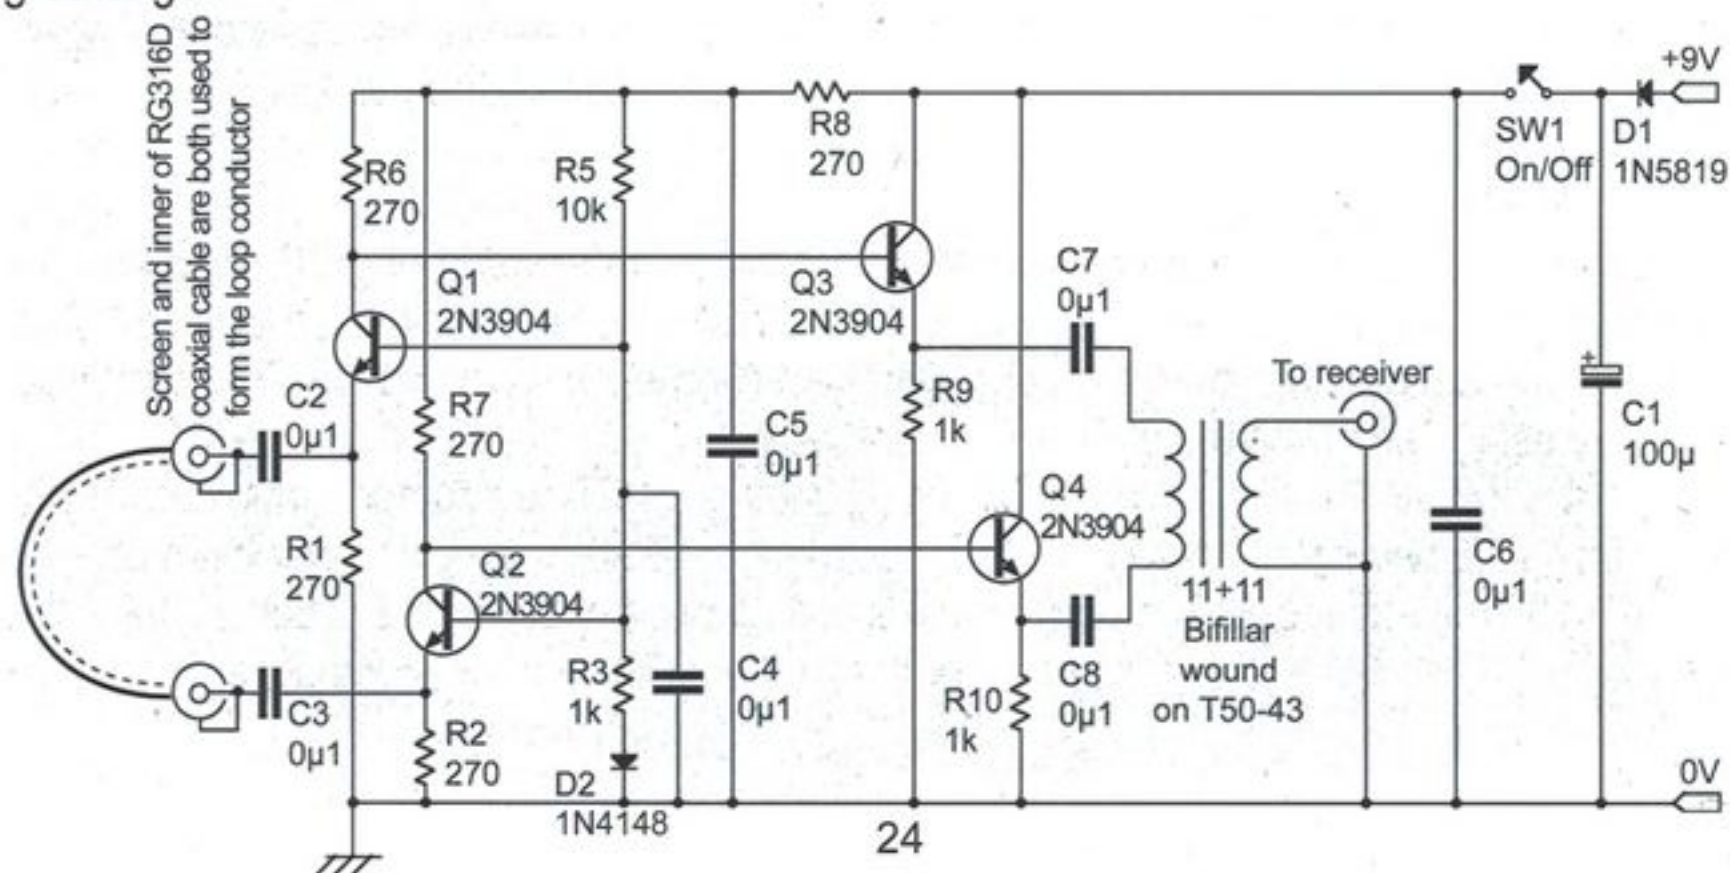 Screen and inner of RG316D
coaxial cable are both used to
form the loop conductor
R6
270
R5
10k
R8
270
+9V
SW1
On/Off
D1
1N5819
Q1
2N3904
Q3
2N3904
C7
0µ1
C2
0µ1
R7
270
C5
0µ1
R9
1k
To receiver
+
C1
100µ
R1
270
Q2
2N3904
Q4
2N3904
C6
0µ1
11+11
Bifillar
wound
on T50-43
R3
1k
C4
0µ1
C8
0µ1
R10
1k
C3
0µ1
R2
270
D2
1N4148
0V
24